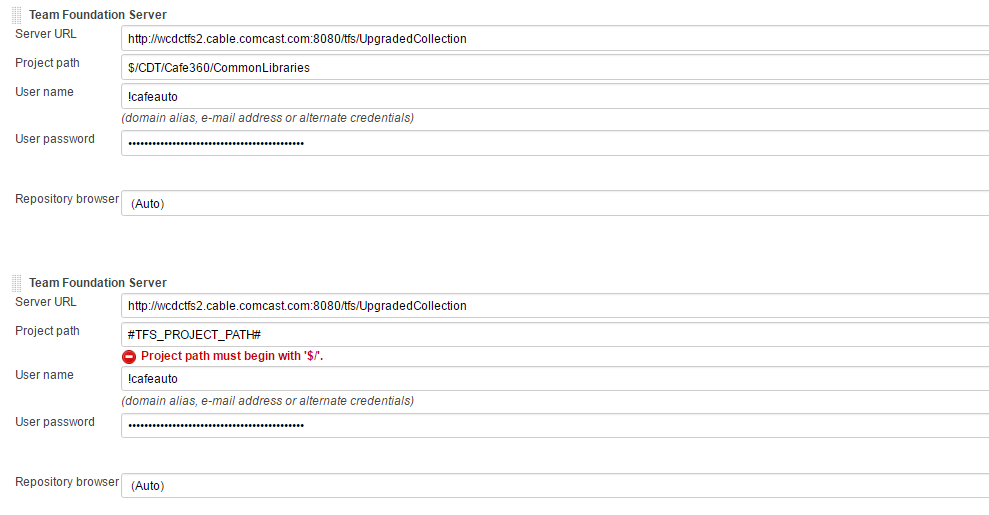 Team Foundation Server
Server URL
http://wcdctfs2.cable.comcast.com:8080/tfs/UpgradedCollection
Project path
$/CDT/Cafe360/CommonLibraries
User name
!cafeauto
(domain alias, e-mail address or alternate credentials)
User password
••••••••••••••••••••••••••••••••••••••••••••
Repository browser
(Auto)
Team Foundation Server
Server URL
http://wcdctfs2.cable.comcast.com:8080/tfs/UpgradedCollection
Project path
#TFS_PROJECT_PATH#
Project path must begin with '$/'.
User name
!cafeauto
(domain alias, e-mail address or alternate credentials)
User password
••••••••••••••••••••••••••••••••••••••••••••
Repository browser
(Auto)